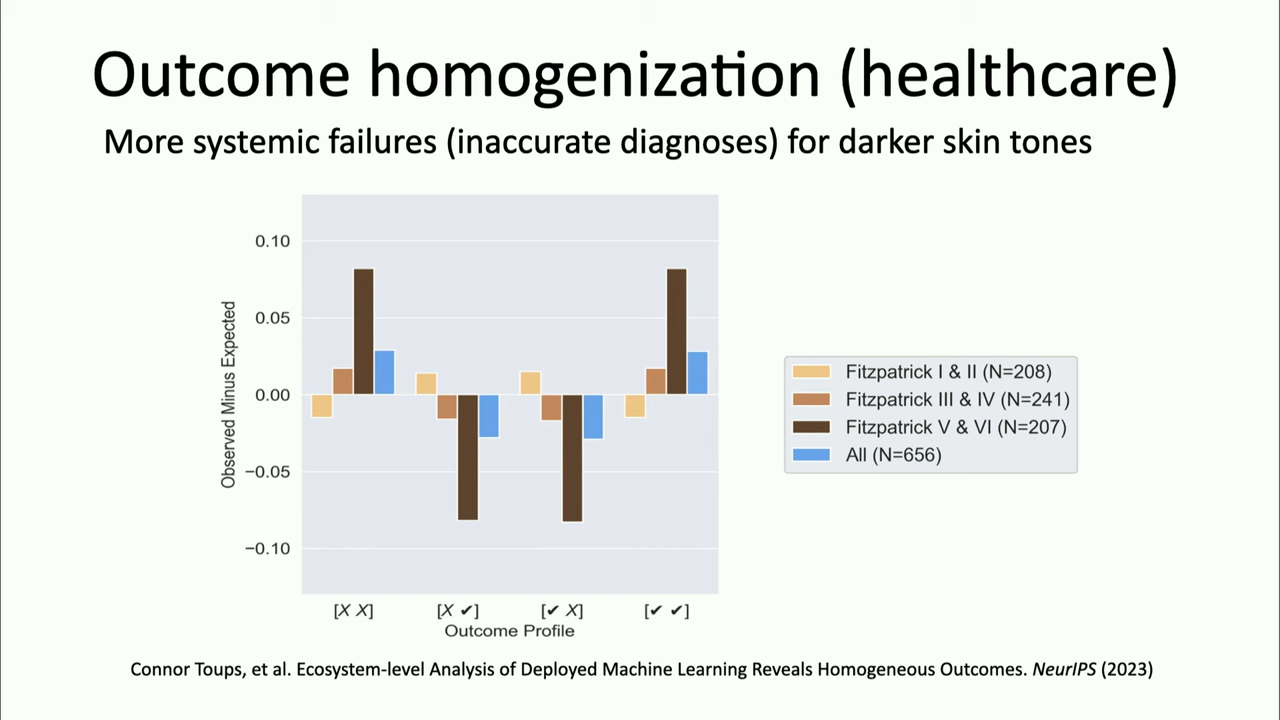 Outcome homogenization (healthcare)
More systemic failures (inaccurate diagnoses) for darker skin tones
0.10
0.05
0.00
−0.05
−0.10
Observed Minus Expected
[X X]
[X ✔]
[✔ X]
[✔ ✔]
Outcome Profile
Fitzpatrick I & II (N=208)
Fitzpatrick III & IV (N=241)
Fitzpatrick V & VI (N=207)
All (N=656)
Connor Toups, et al. Ecosystem-level Analysis of Deployed Machine Learning Reveals Homogeneous Outcomes. NeurIPS (2023)